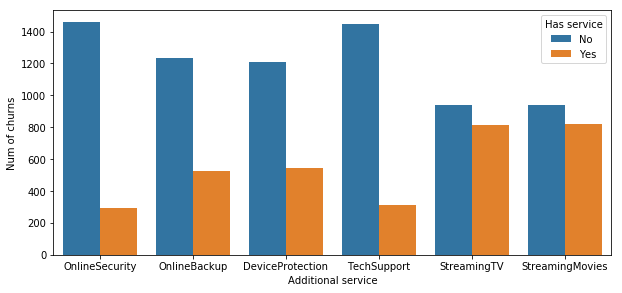 Has service
No
Yes
1400
1200
1000
800
600
400
200
0
Num of churns
OnlineSecurity OnlineBackup DeviceProtection TechSupport StreamingTV StreamingMovies
Additional service